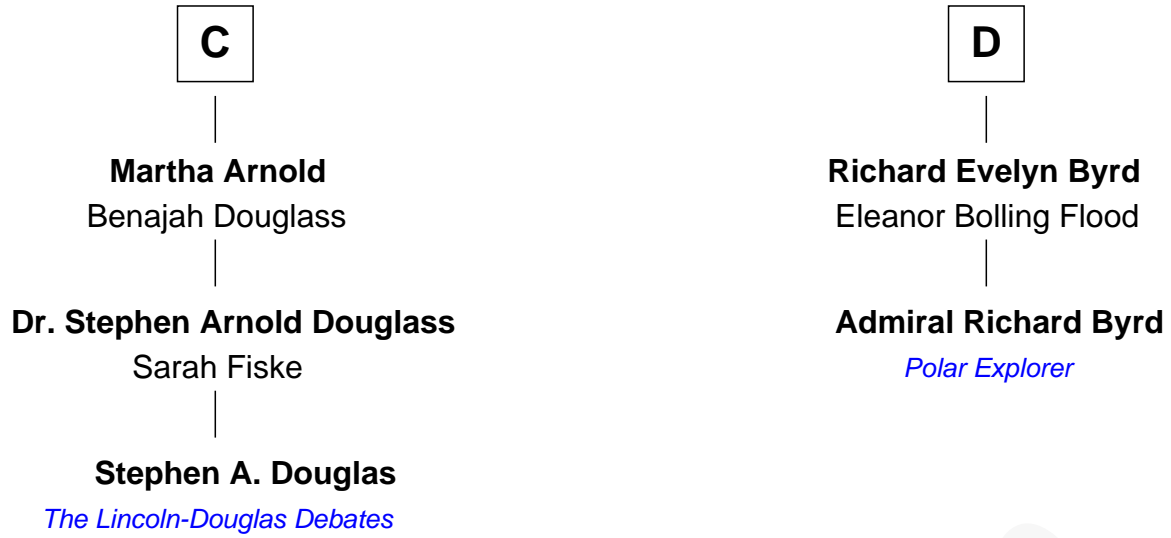 C
Martha Arnold
Benajah Douglass
Dr. Stephen Arnold Douglass
Sarah Fiske
Stephen A. Douglas
The Lincoln-Douglas Debates
D
Richard Evelyn Byrd
Eleanor Bolling Flood
Admiral Richard Byrd
Polar Explorer